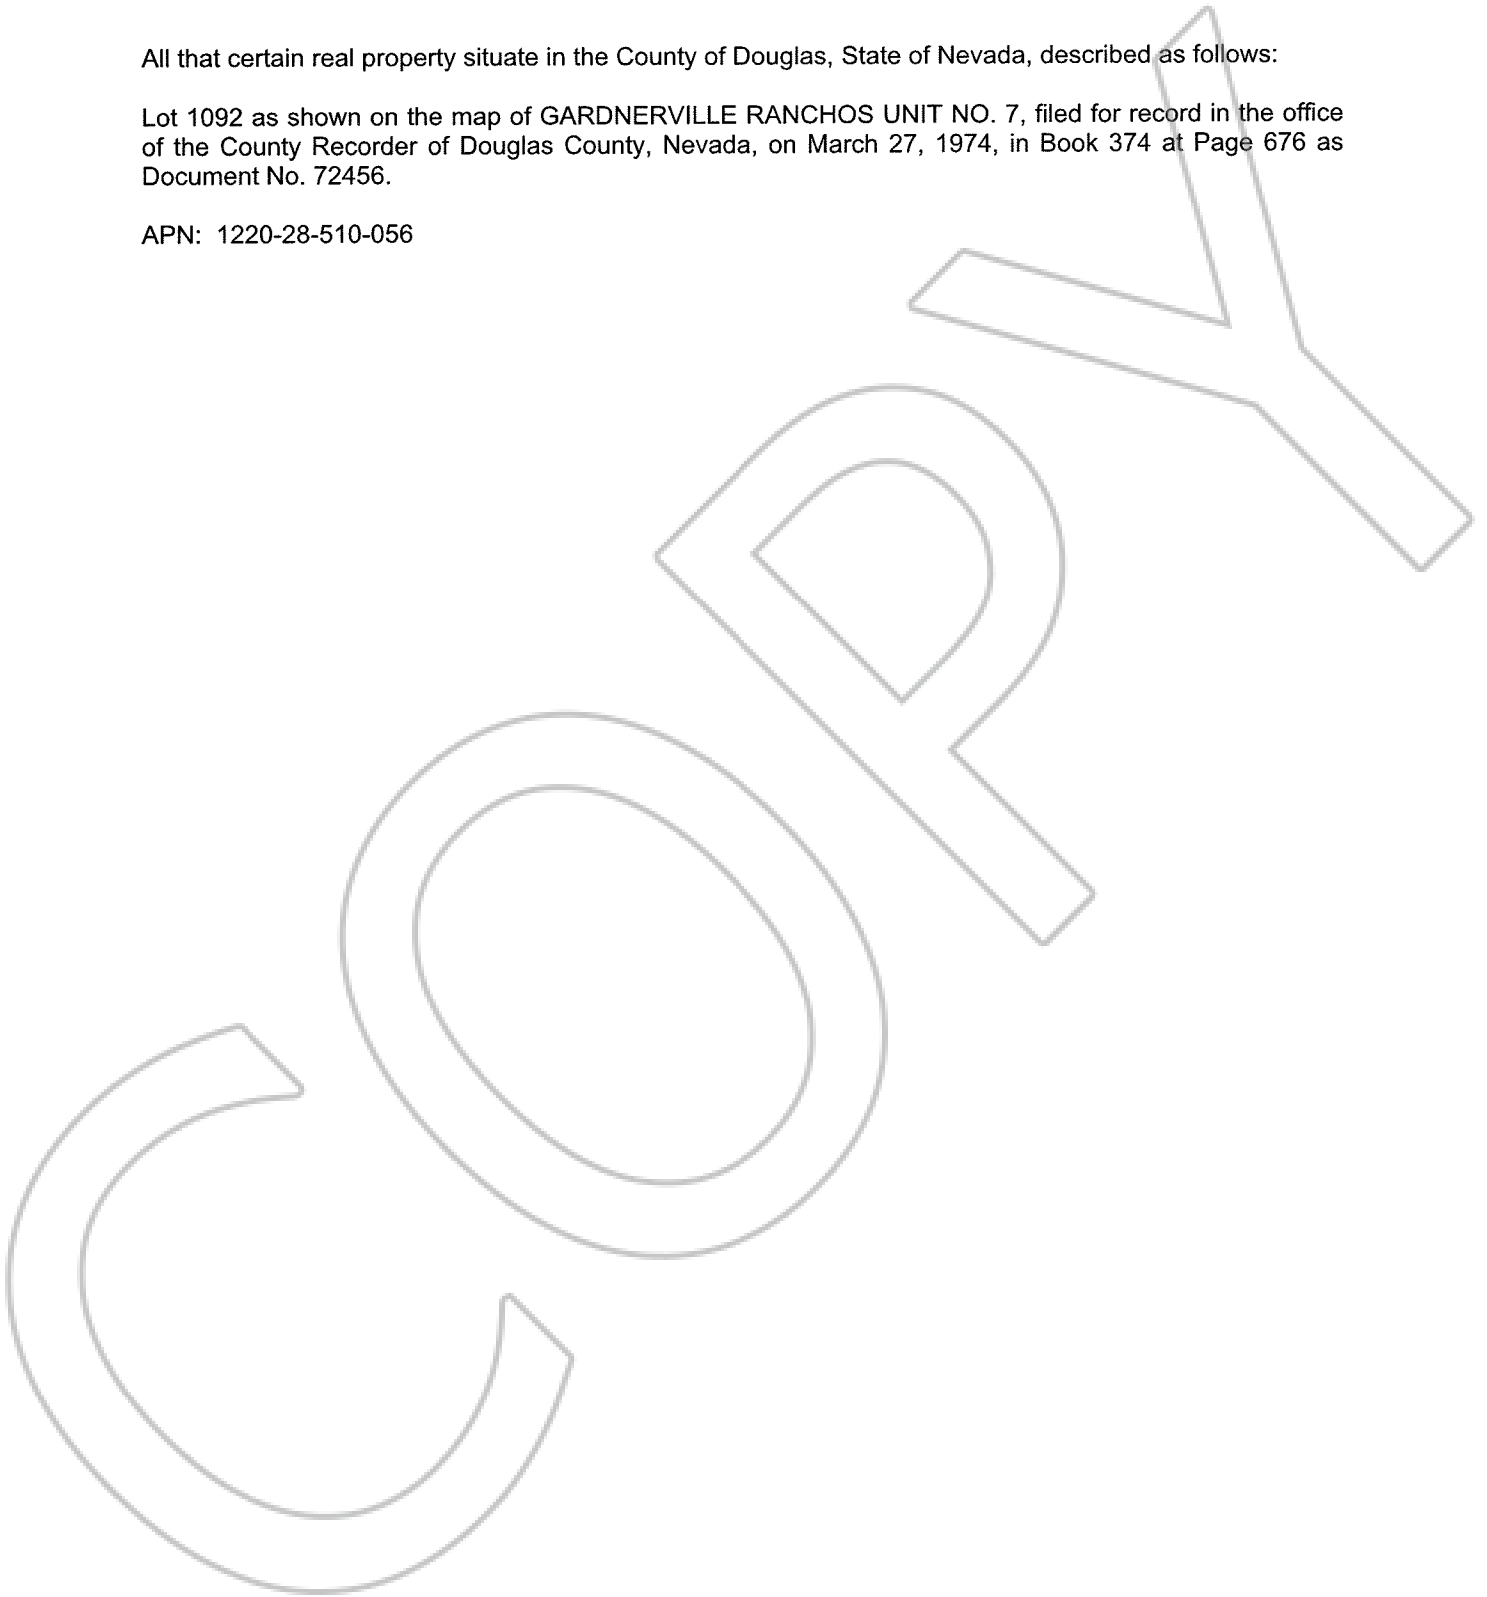 All that certain real property situate in the County of Douglas, State of Nevada, described as follows:
Lot 1092 as shown on the map of GARDNERVILLE RANCHOS UNIT NO. 7, filed for record in the office
of the County Recorder of Douglas County, Nevada, on March 27, 1974, in Book 374 at Page 676 as
Document No. 72456.
APN: 1220-28-510-056
COPY